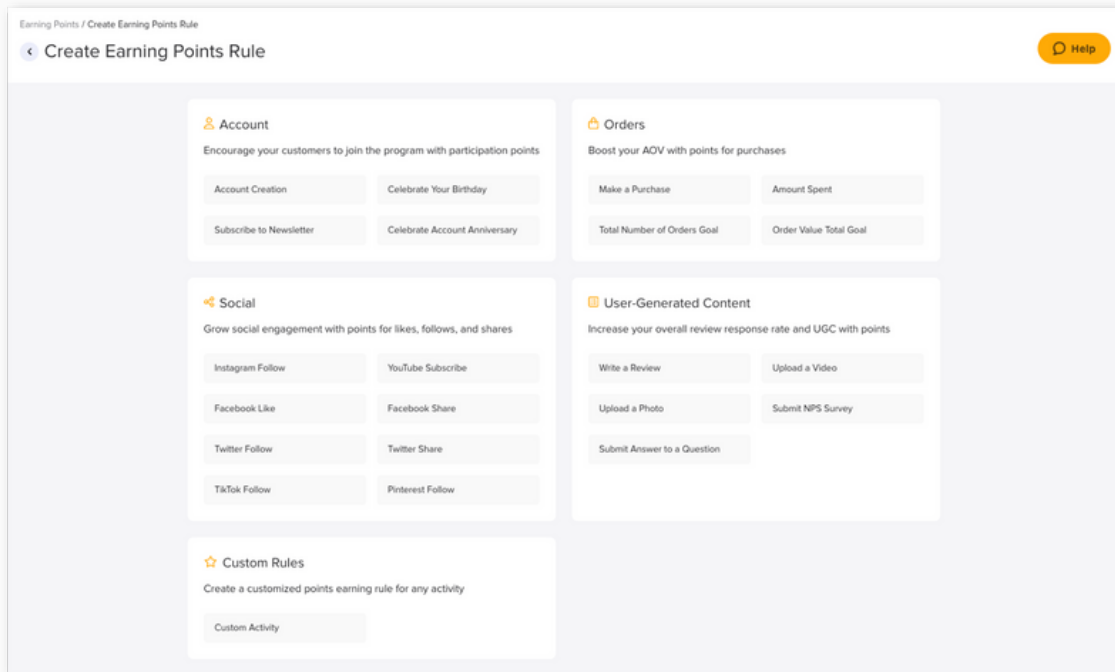 Earning Points / Create Earning Points Rule
Create Earning Points Rule
Help
Account
Encourage your customers to join the program with participation points
Account Creation
Celebrate Your Birthday
Subscribe to Newsletter
Celebrate Account Anniversary
Orders
Boost your AOV with points for purchases
Make a Purchase
Amount Spent
Total Number of Orders Goal
Order Value Total Goal
Social
Grow social engagement with points for likes, follows, and shares
Instagram Follow
YouTube Subscribe
Facebook Like
Facebook Share
Twitter Follow
Twitter Share
TikTok Follow
Pinterest Follow
User-Generated Content
Increase your overall review response rate and UGC with points
Write a Review
Upload a Video
Upload a Photo
Submit NPS Survey
Submit Answer to a Question
Custom Rules
Create a customized points earning rule for any activity
Custom Activity